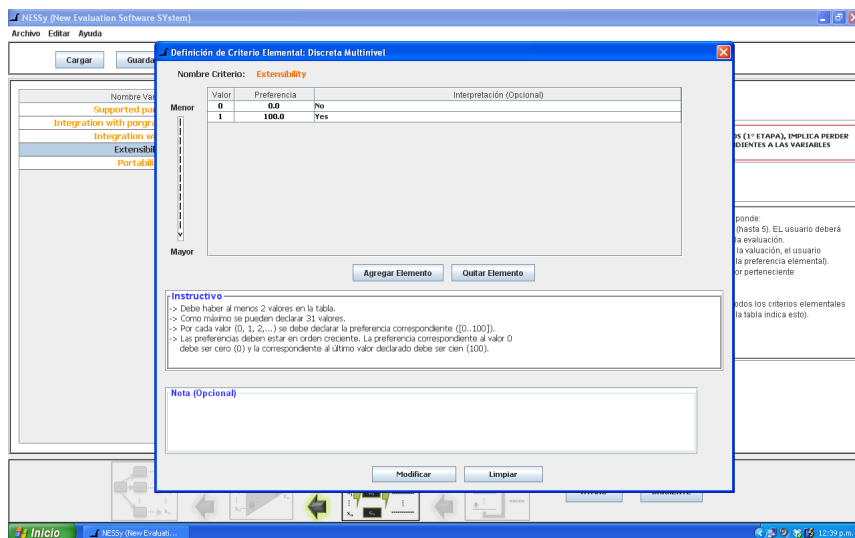 NESSy (New Evaluation Software SYstem)
Archivo Editar Ayuda
Cargar
Guarda
Nombre Var
Supported pa
Integration with porgra
Integration w
Extensibil
Portabili
Definición de Criterio Elemental: Discreta Multinivel
Nombre Criterio: Extensibility
Menor
Mayor
Valor Preferencia Interpretación (Opcional)
0 0.0 No
1 100.0 Yes
Agregar Elemento Quitar Elemento
Instructivo
-> Debe haber al menos 2 valores en la tabla.
-> Como máximo se pueden declarar 31 valores.
-> Por cada valor (0, 1, 2,...) se debe declarar la preferencia correspondiente ([0..100]).
-> Las preferencias deben estar en orden creciente. La preferencia correspondiente al valor 0
debe ser cero (0) y la correspondiente al último valor declarado debe ser cien (100).
Nota (Opcional)
Modificar Limpiar
OS (1º ETAPA), IMPLICA PERDER
DIENTES A LAS VARIABLES
ponde:
(hasta 5). EL usuario deberá
la evaluación.
la valuación, el usuario
la preferencia elemental).
or perteneciente
odos los criterios elementales
la tabla indica esto).
Inicio
NESSy (New Evaluati...
12:39 p.m.